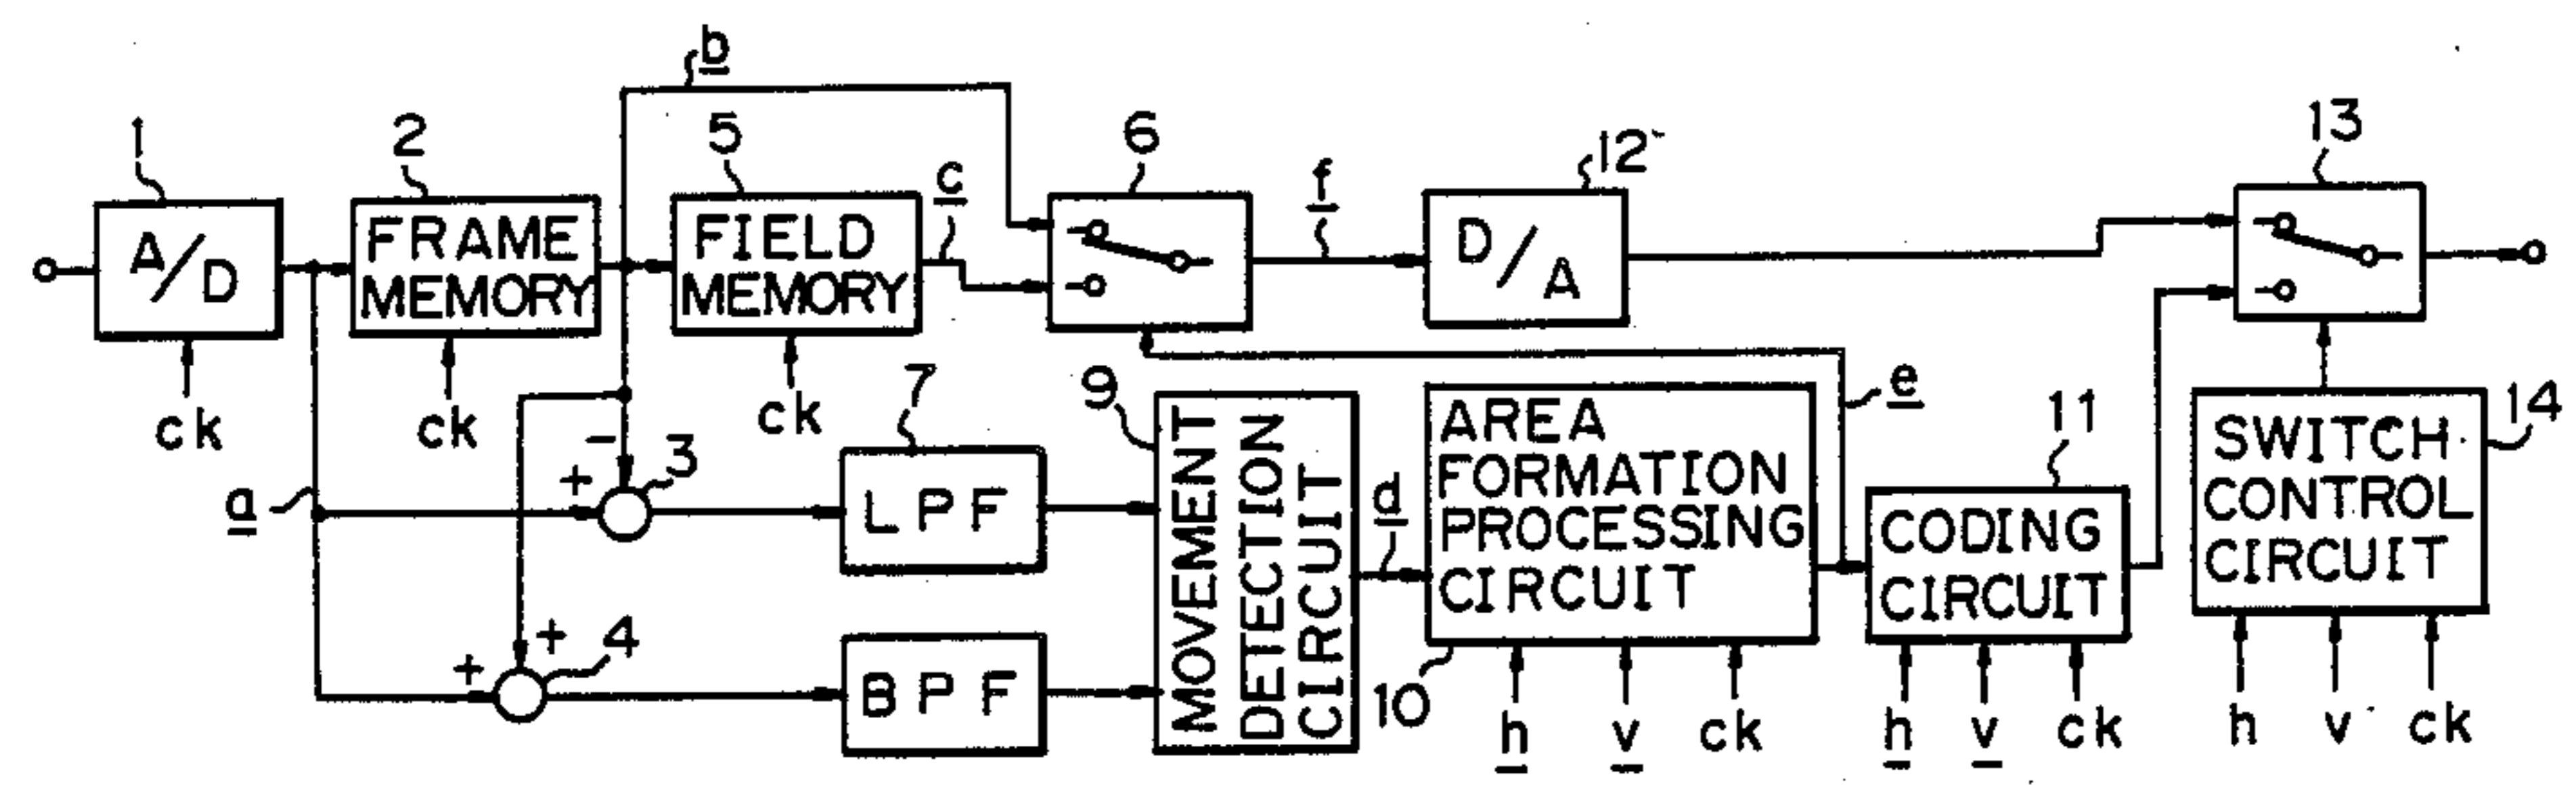 b
1
2
5
6
12
13
c
f
A/D
FRAME
MEMORY
FIELD
MEMORY
D/A
ck
ck
ck
7
9
e
11
14
-
+
3
a
LPF
MOVEMENT
DETECTION
CIRCUIT
d
AREA
FORMATION
PROCESSING
CIRCUIT
CODING
CIRCUIT
SWITCH
CONTROL
CIRCUIT
+
+
4
BPF
10
h
v
ck
h
v
ck
h
v
ck